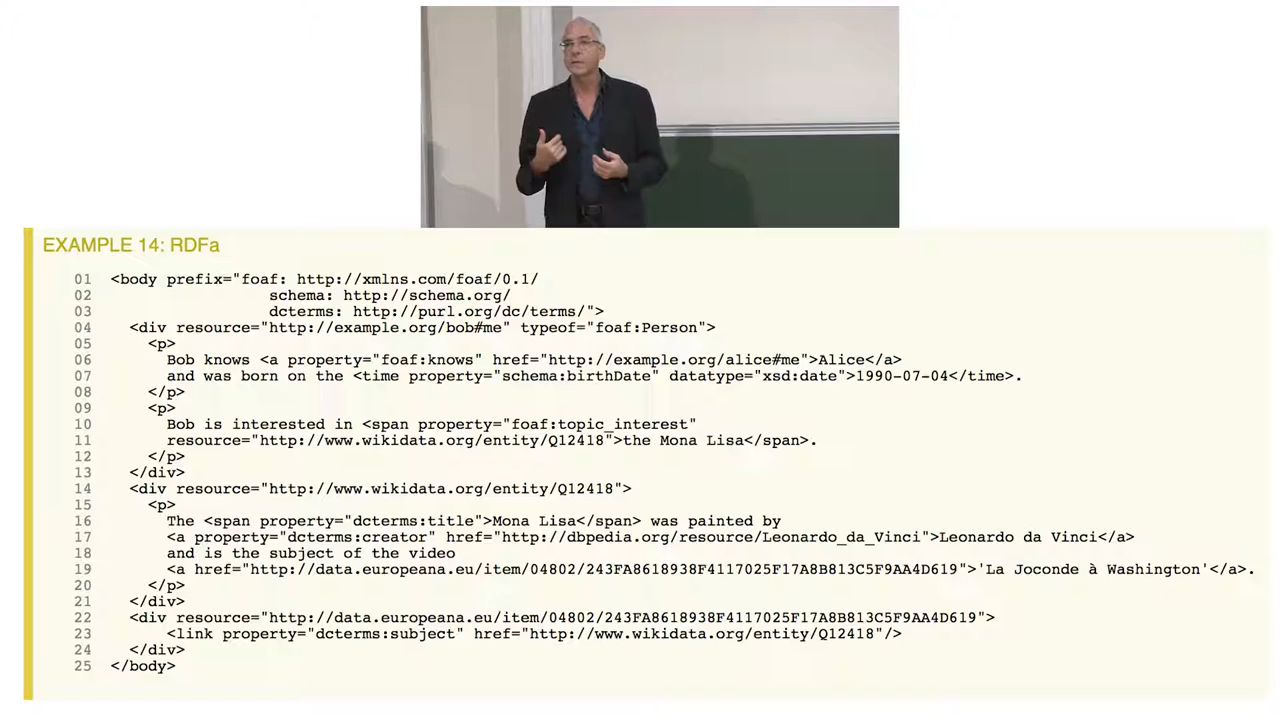 EXAMPLE 14: RDFa
01 <body prefix="foaf: http://xmlns.com/foaf/0.1/
02 schema: http://schema.org/
03 dcterms: http://purl.org/dc/terms/">
04 <div resource="http://example.org/bob#me" typeof="foaf:Person">
05 <p>
06 Bob knows <a property="foaf:knows" href="http://example.org/alice#me">Alice</a>
07 and was born on the <time property="schema:birthDate" datatype="xsd:date">1990-07-04</time>.
08 </p>
09 <p>
10 Bob is interested in <span property="foaf:topic_interest"
11 resource="http://www.wikidata.org/entity/Q12418">the Mona Lisa</span>.
12 </p>
13 </div>
14 <div resource="http://www.wikidata.org/entity/Q12418">
15 <p>
16 The <span property="dcterms:title">Mona Lisa</span> was painted by
17 <a property="dcterms:creator" href="http://dbpedia.org/resource/Leonardo_da_Vinci">Leonardo da Vinci</a>
18 and is the subject of the video
19 <a href="http://data.europeana.eu/item/04802/243FA8618938F4117025F17A8B813C5F9AA4D619">'La Joconde à Washington'</a>.
20 </p>
21 </div>
22 <div resource="http://data.europeana.eu/item/04802/243FA8618938F4117025F17A8B813C5F9AA4D619">
23 <link property="dcterms:subject" href="http://www.wikidata.org/entity/Q12418"/>
24 </div>
25 </body>